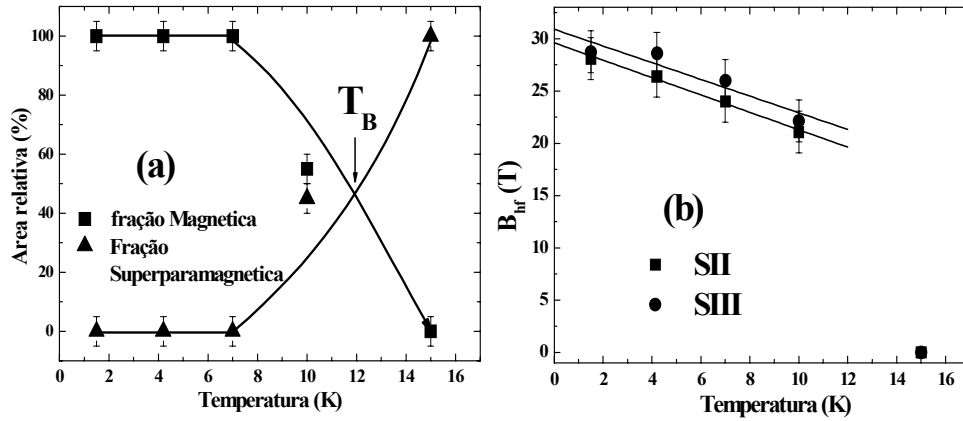 100
80
60
40
20
0
Area relativa (%)
(a)
T_B
fração Magnetica
Fração
Superparamagnetica
0 2 4 6 8 10 12 14 16
Temperatura (K)
30
25
20
15
10
5
0
B_hf (T)
(b)
SII
SIII
0 2 4 6 8 10 12 14 16
Temperatura (K)